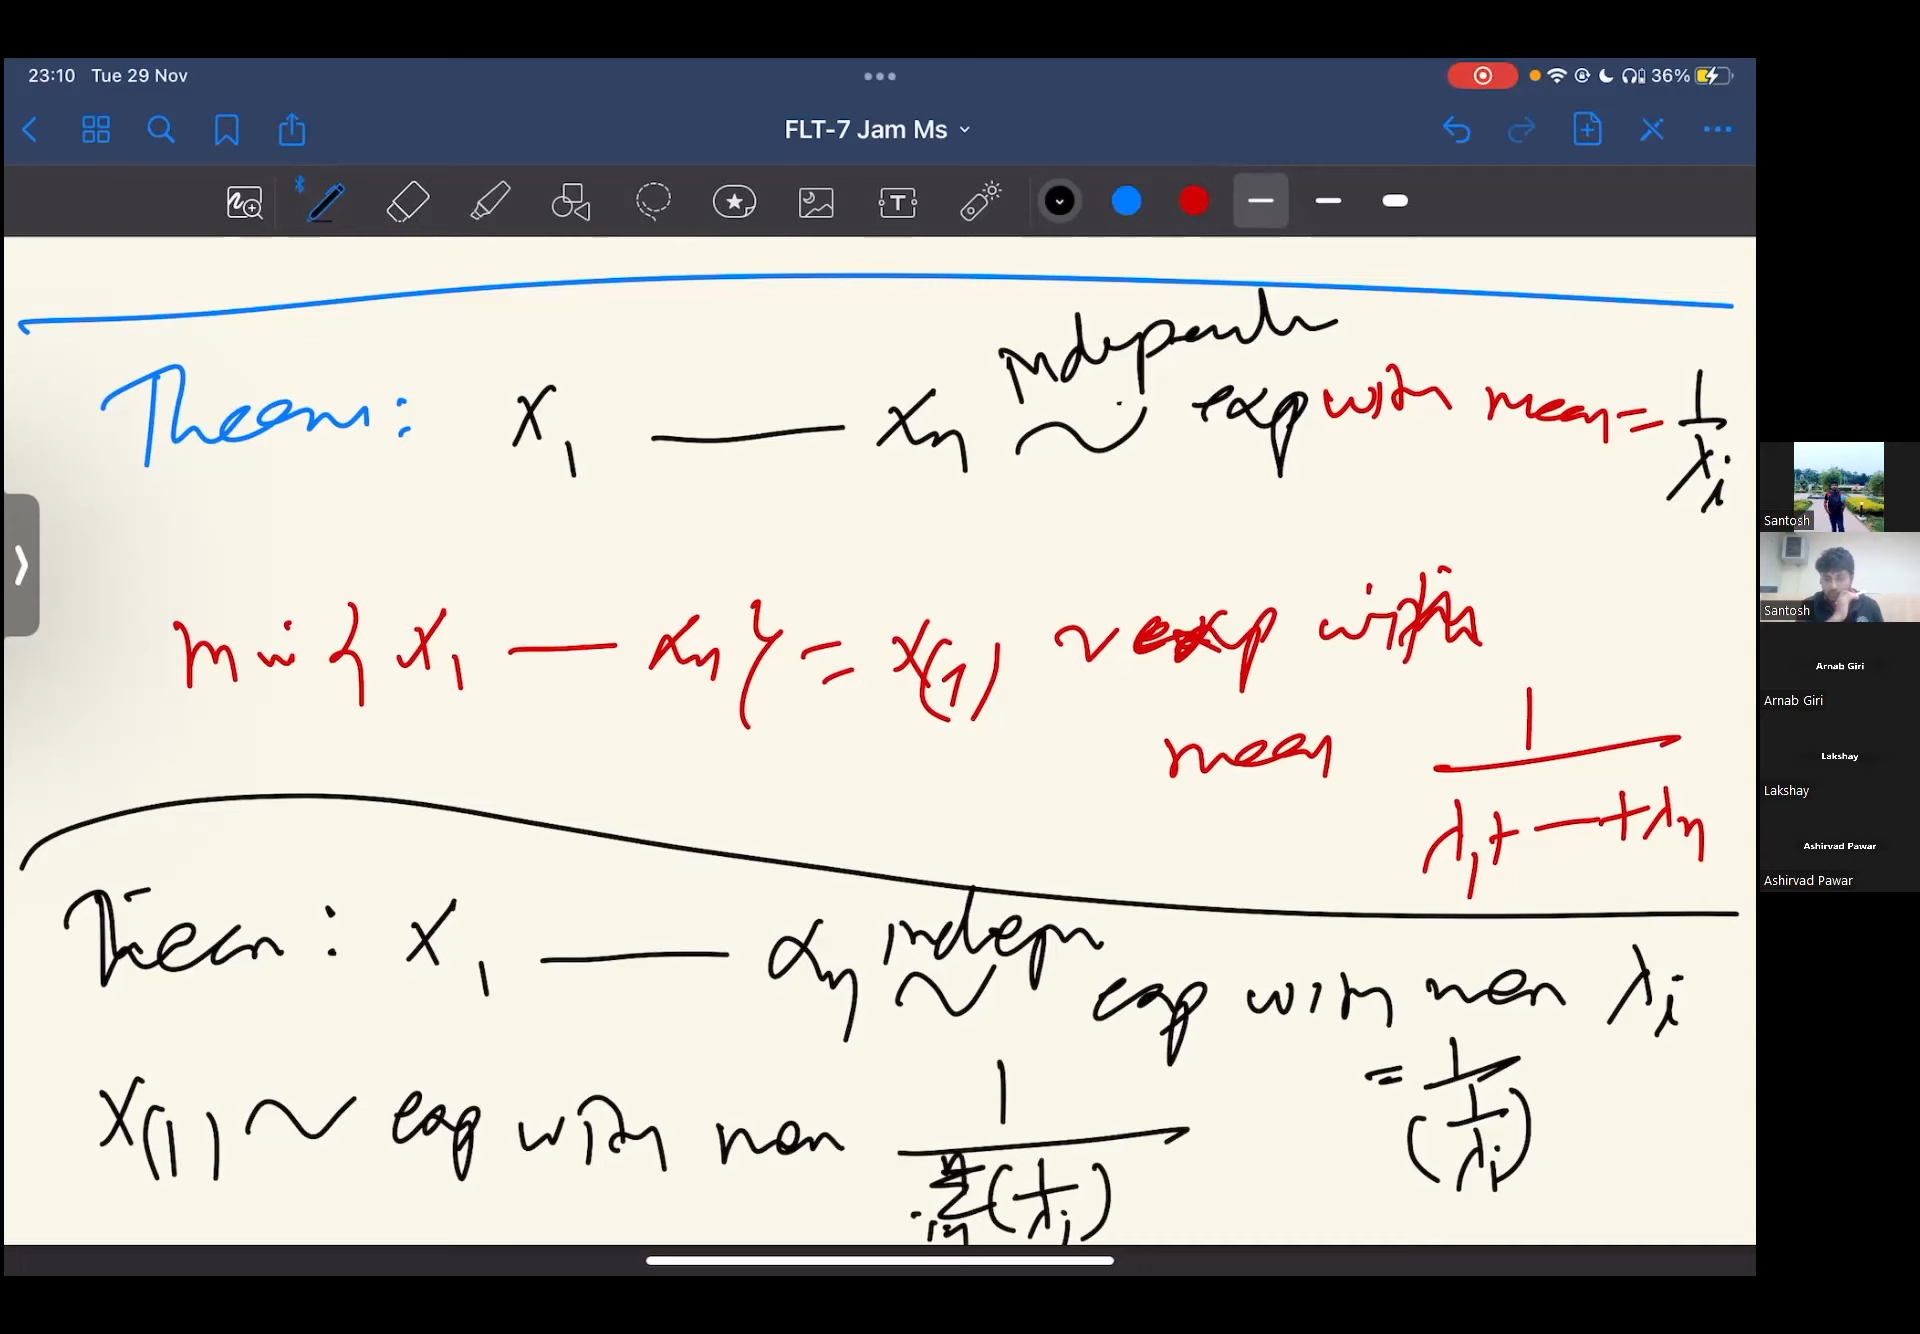 23:10 Tue 29 Nov
36%
FLT-7 Jam Ms
T
Theorem: X₁ — Xₙ independent ~ exp with mean = 1/λᵢ
min { X₁ — Xₙ } = X₍₁₎ ~ exp with
mean 1/(λ₁ + — + λₙ)
Theorem: X₁ — Xₙ indepn ~ exp with mean λᵢ
= 1/(1/λᵢ)
X₍₁₎ ~ exp with mean 1/Σ(1/λᵢ)
Santosh
Santosh
Arnab Giri
Arnab Giri
Lakshay
Lakshay
Ashirvad Pawar
Ashirvad Pawar